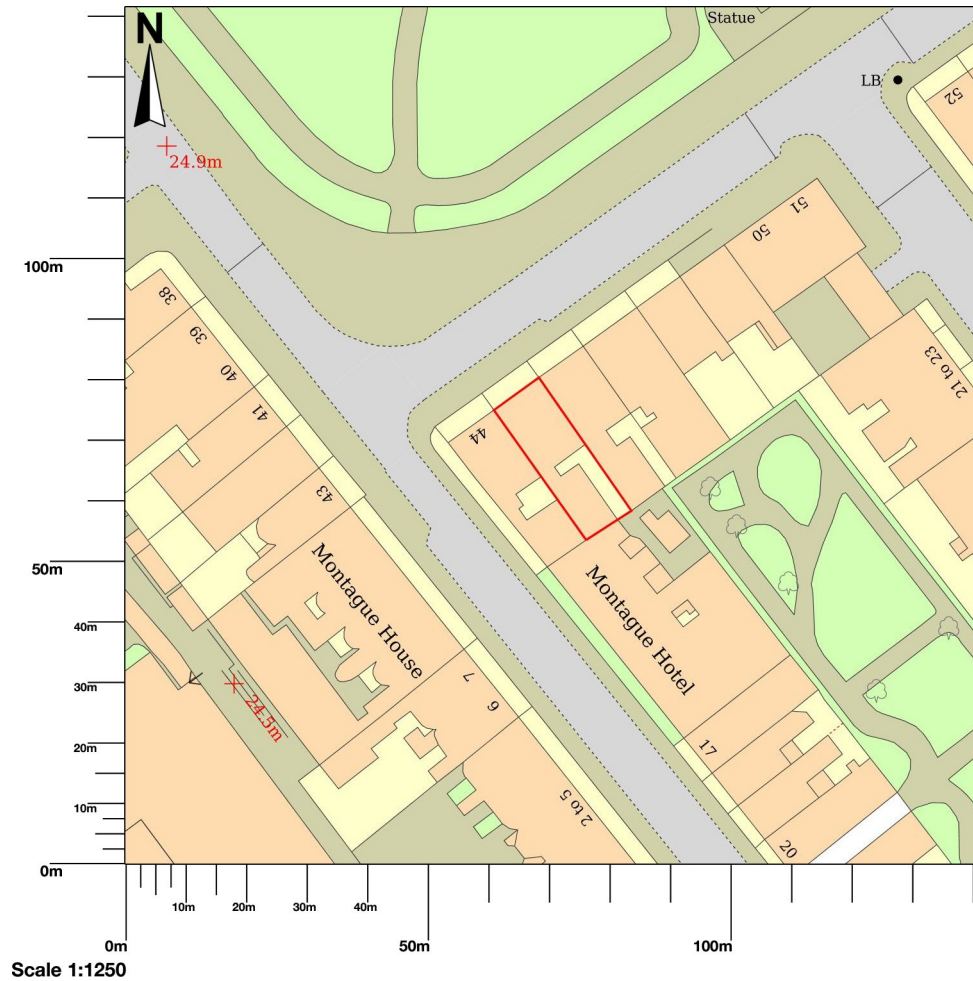 Statue
N
LB
52
24.9m
51
50
100m
38
39
21 to 23
40
41
44
43
50m
Montague House
Montague Hotel
40m
7
30m
24.5m
6
20m
17
2 to 5
10m
20
0m
10m
20m
30m
40m
0m
50m
100m
Scale 1:1250